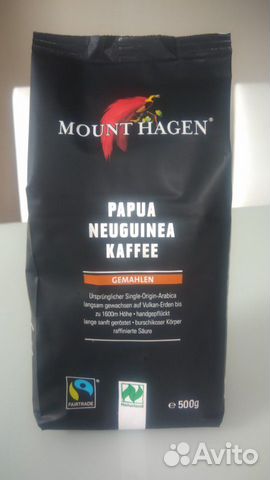 MOUNT HAGEN®
PAPUA
NEUGUINEA
KAFFEE
GEMAHLEN
Ursprünglicher Single-Origin-Arabica
langsam gewachsen auf Vulkan-Erden bis
zu 1600m Höhe • handgepflückt
lange sanft geröstet • burschikoser Körper
raffinierte Säure
FAIRTRADE
Naturland
e 500g
Avito